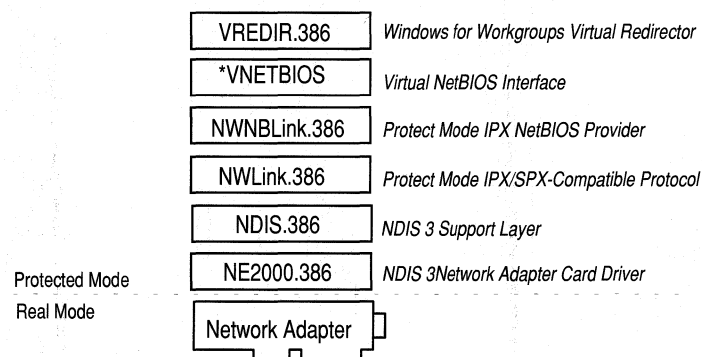 VREDIR.386 Windows for Workgroups Virtual Redirector
*VNETBIOS Virtual NetBIOS Interface
NWNBLink.386 Protect Mode IPX NetBIOS Provider
NWLink.386 Protect Mode IPX/SPX-Compatible Protocol
NDIS.386 NDIS 3 Support Layer
NE2000.386 NDIS 3Network Adapter Card Driver
Protected Mode
Real Mode
Network Adapter